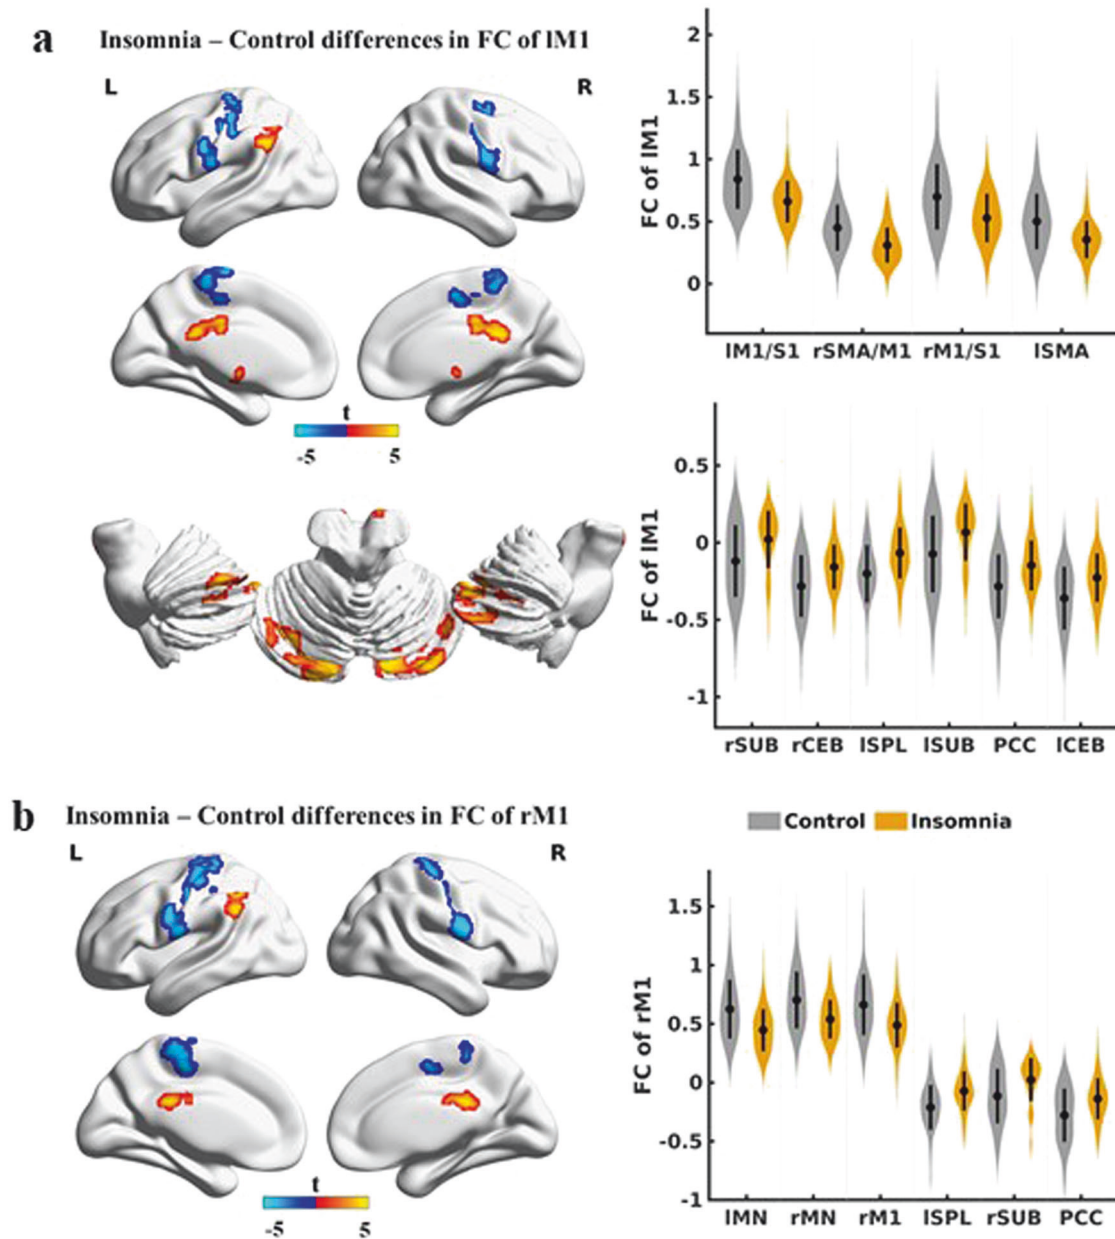 a Insomnia – Control differences in FC of lM1
L R
t
-5 5
FC of lM1
2
1.5
1
0.5
0
lM1/S1 rSMA/M1 rM1/S1 lSMA
FC of lM1
0.5
0
-0.5
-1
rSUB rCEB lSPL lSUB PCC lCEB
b Insomnia – Control differences in FC of rM1
L R
t
-5 5
Control Insomnia
FC of rM1
1.5
1
0.5
0
-0.5
-1
lMN rMN rM1 lSPL rSUB PCC